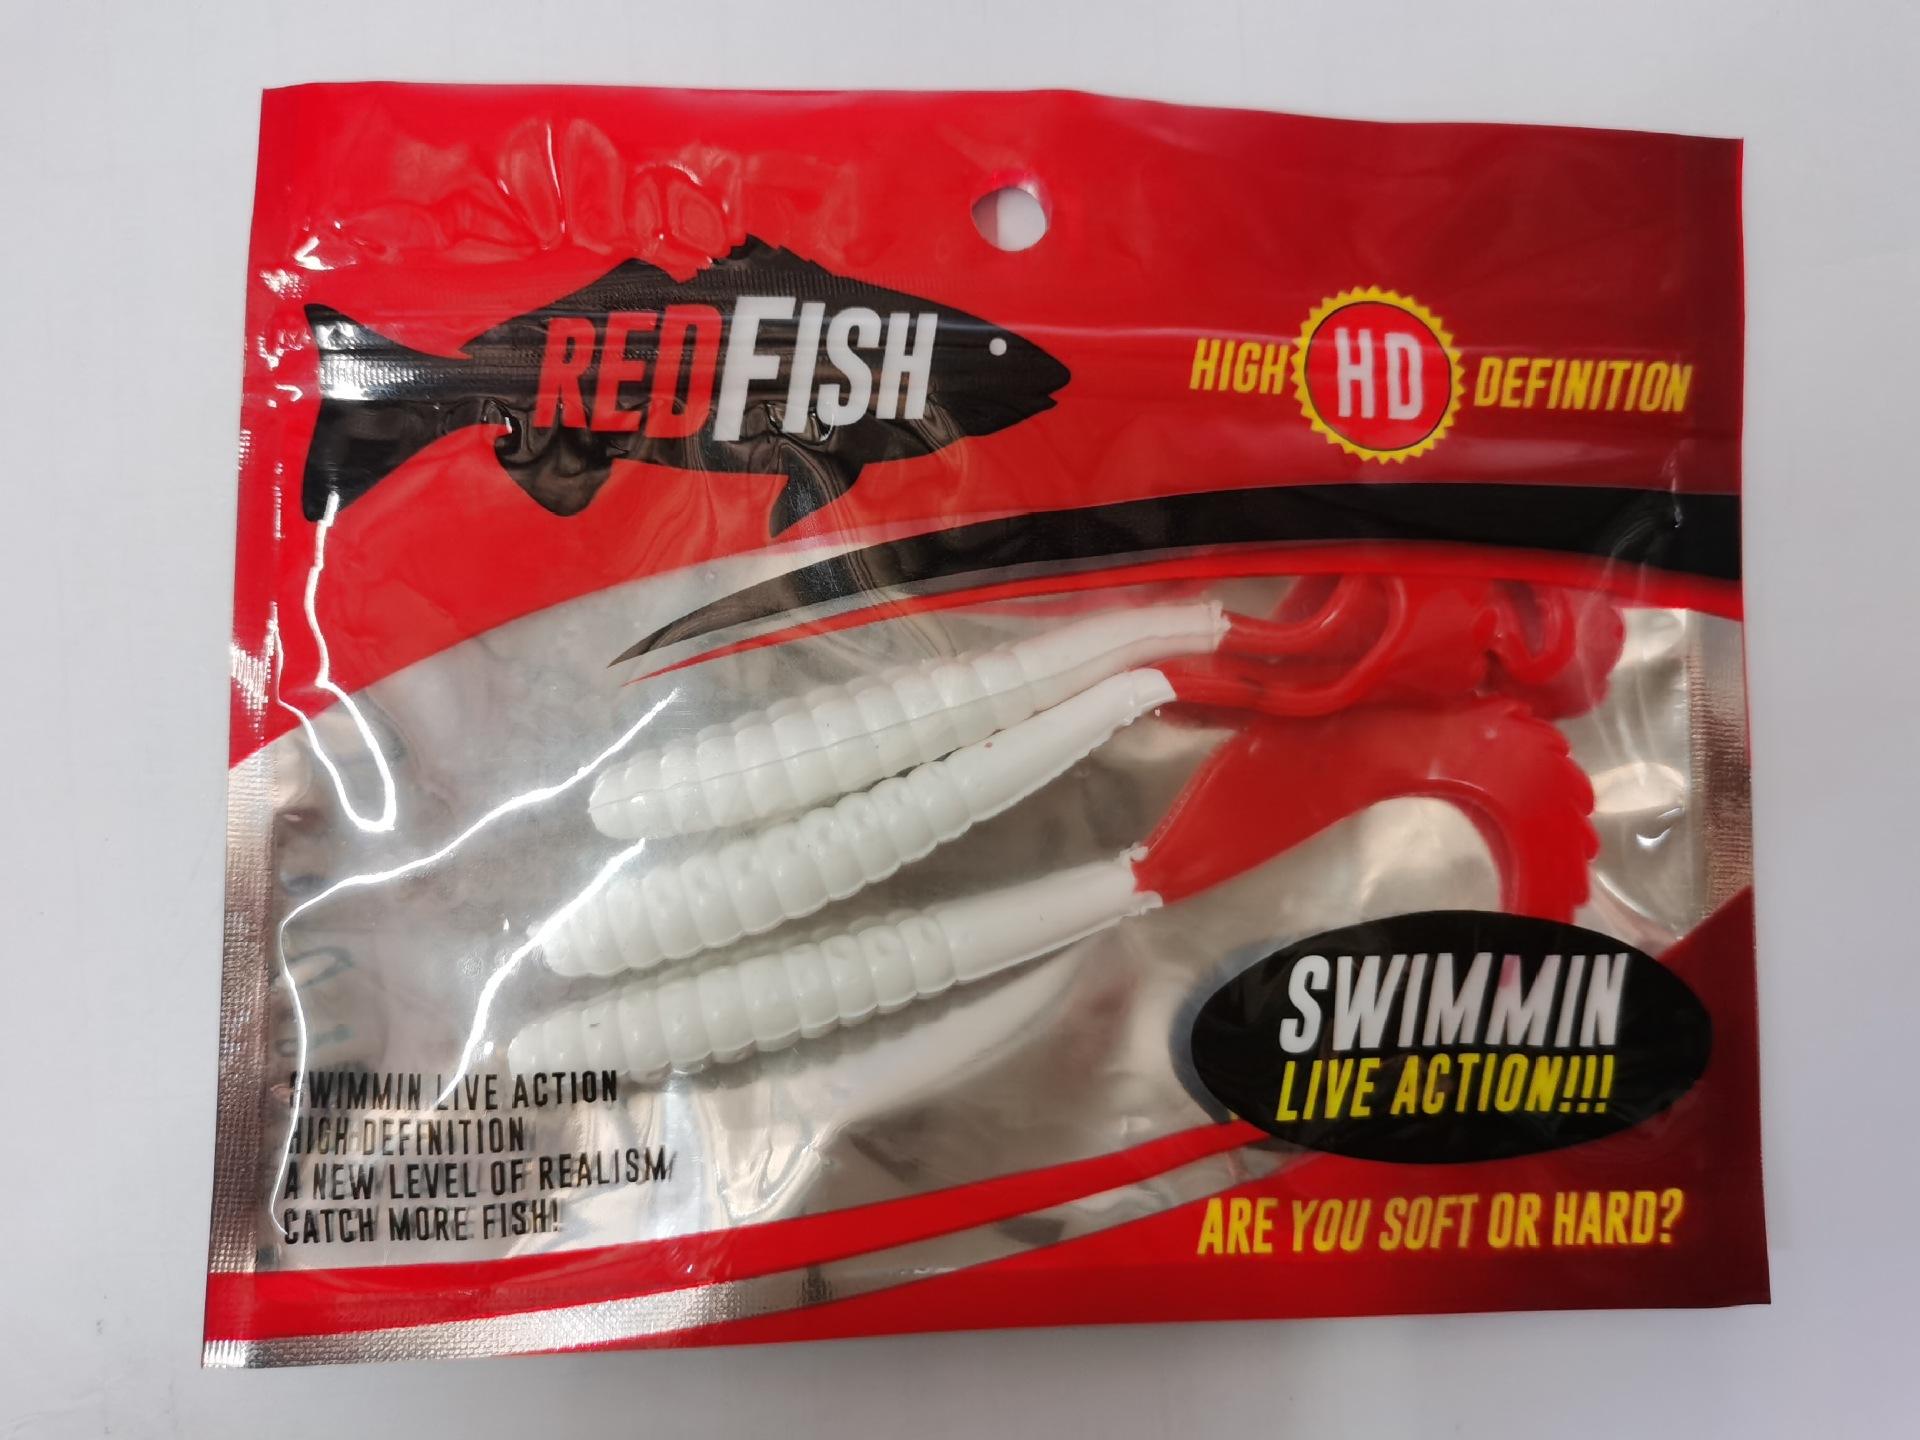 REDFISH
HIGH HD DEFINITION
SWIMMIN
LIVE ACTION!!!
SWIMMIN LIVE ACTION
HIGH DEFINITION
A NEW LEVEL OF REALISM
CATCH MORE FISH!
ARE YOU SOFT OR HARD?